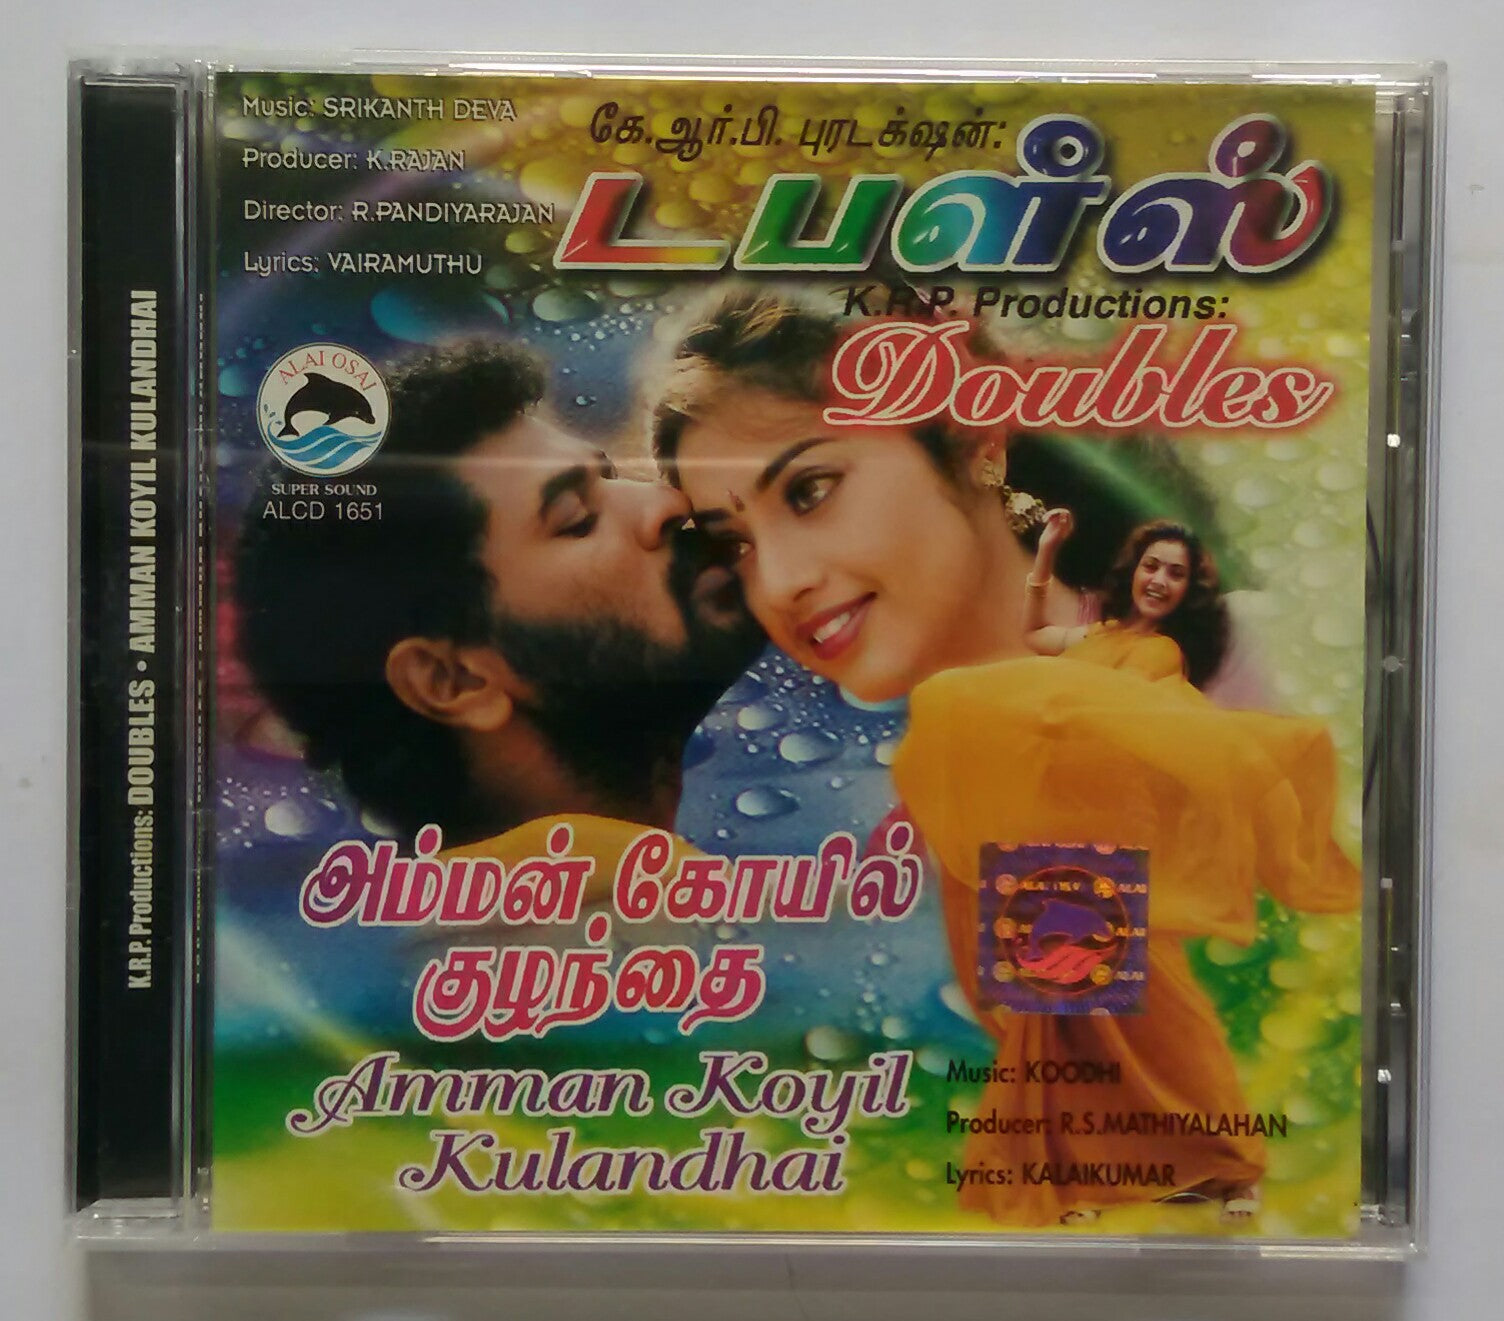 Music: SRIKANTH DEVA
Producer: K.RAJAN
Director: R.PANDIYARAJAN
Lyrics: VAIRAMUTHU
கே.ஆர்.பி. புரடக்ஷன்:
டபுள்ஸ்
K.R.P. Productions:
Doubles
ALAI OSAI
SUPER SOUND
ALCD 1651
K.R.P. Productions: DOUBLES • AMMAN KOYIL KULANDHAI
அம்மன் கோயில்
குழந்தை
Amman Koyil
Kulandhai
Music: KOODHI
Producer: R.S.MATHIYALAHAN
Lyrics: KALAIKUMAR